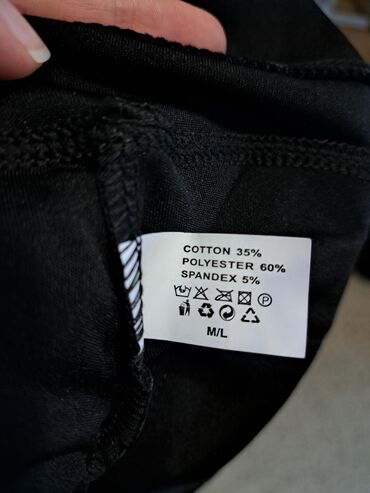 COTTON 35%
POLYESTER 60%
SPANDEX 5%
M/L